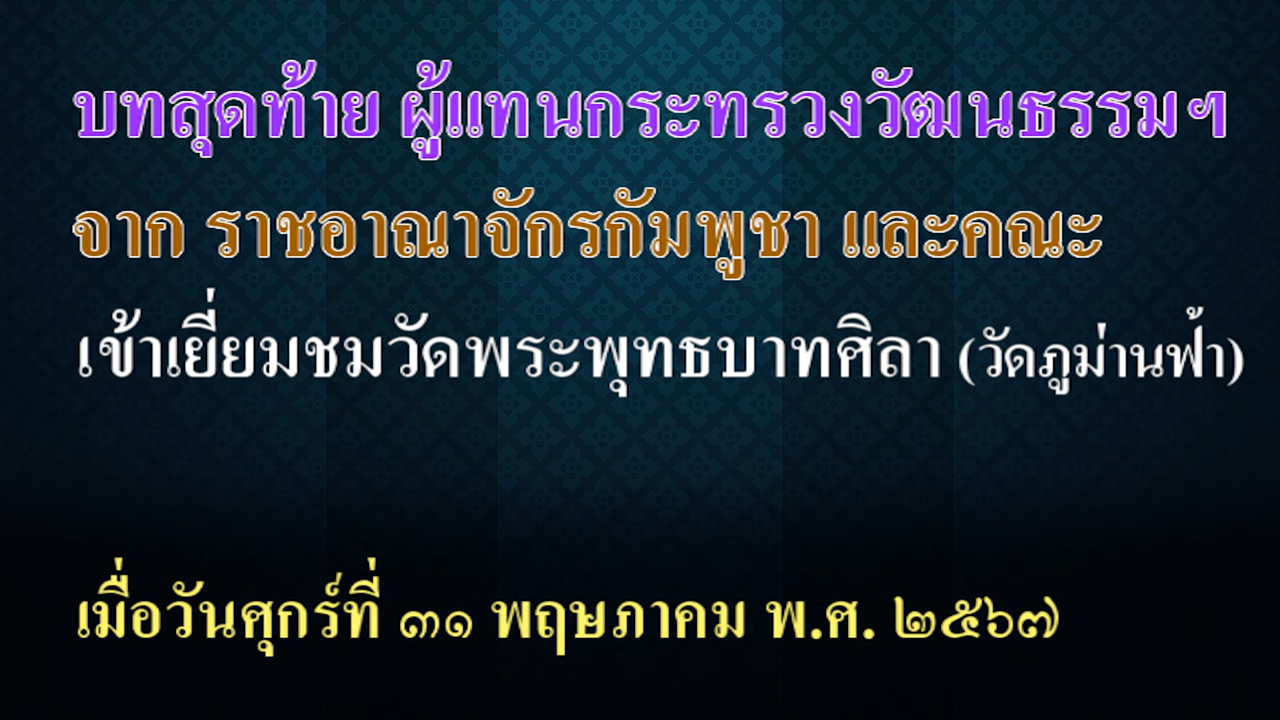 บทสุดท้าย ผู้แทนกระทรวงวัฒนธรรมฯ
จาก ราชอาณาจักรกัมพูชา และคณะ
เข้าเยี่ยมชมวัดพระพุทธบาทศิลา (วัดภูม่านฟ้า)
เมื่อวันศุกร์ที่ ๓๑ พฤษภาคม พ.ศ. ๒๕๖๗